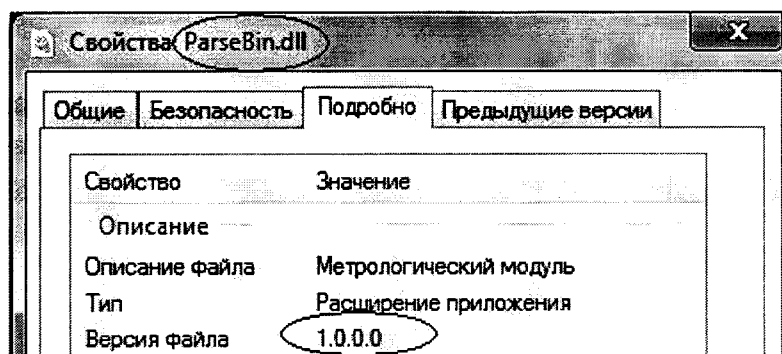 Свойства: ParseBin.dll
Общие Безопасность Подробно Предыдущие версии
Свойство Значение
Описание
Описание файла Метрологический модуль
Тип Расширение приложения
Версия файла 1.0.0.0